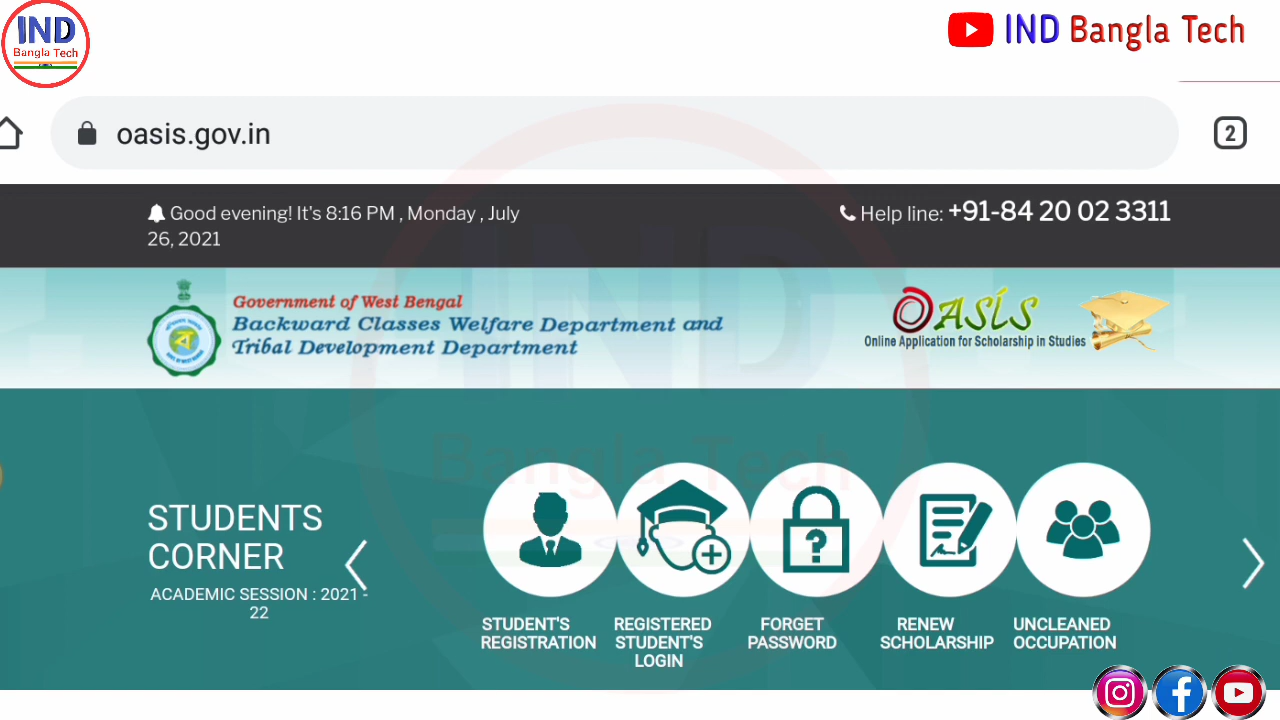 IND
Bangla Tech
IND Bangla Tech
oasis.gov.in
2
Good evening! It's 8:16 PM , Monday , July
26, 2021
Help line: +91-84 20 02 3311
Government of West Bengal
Backward Classes Welfare Department and
Tribal Development Department
OASIS
Online Application for Scholarship in Studies
IND
Bangla Tech
STUDENTS
CORNER
ACADEMIC SESSION : 2021 -
22
STUDENT'S
REGISTRATION
REGISTERED
STUDENT'S
LOGIN
FORGET
PASSWORD
RENEW
SCHOLARSHIP
UNCLEANED
OCCUPATION